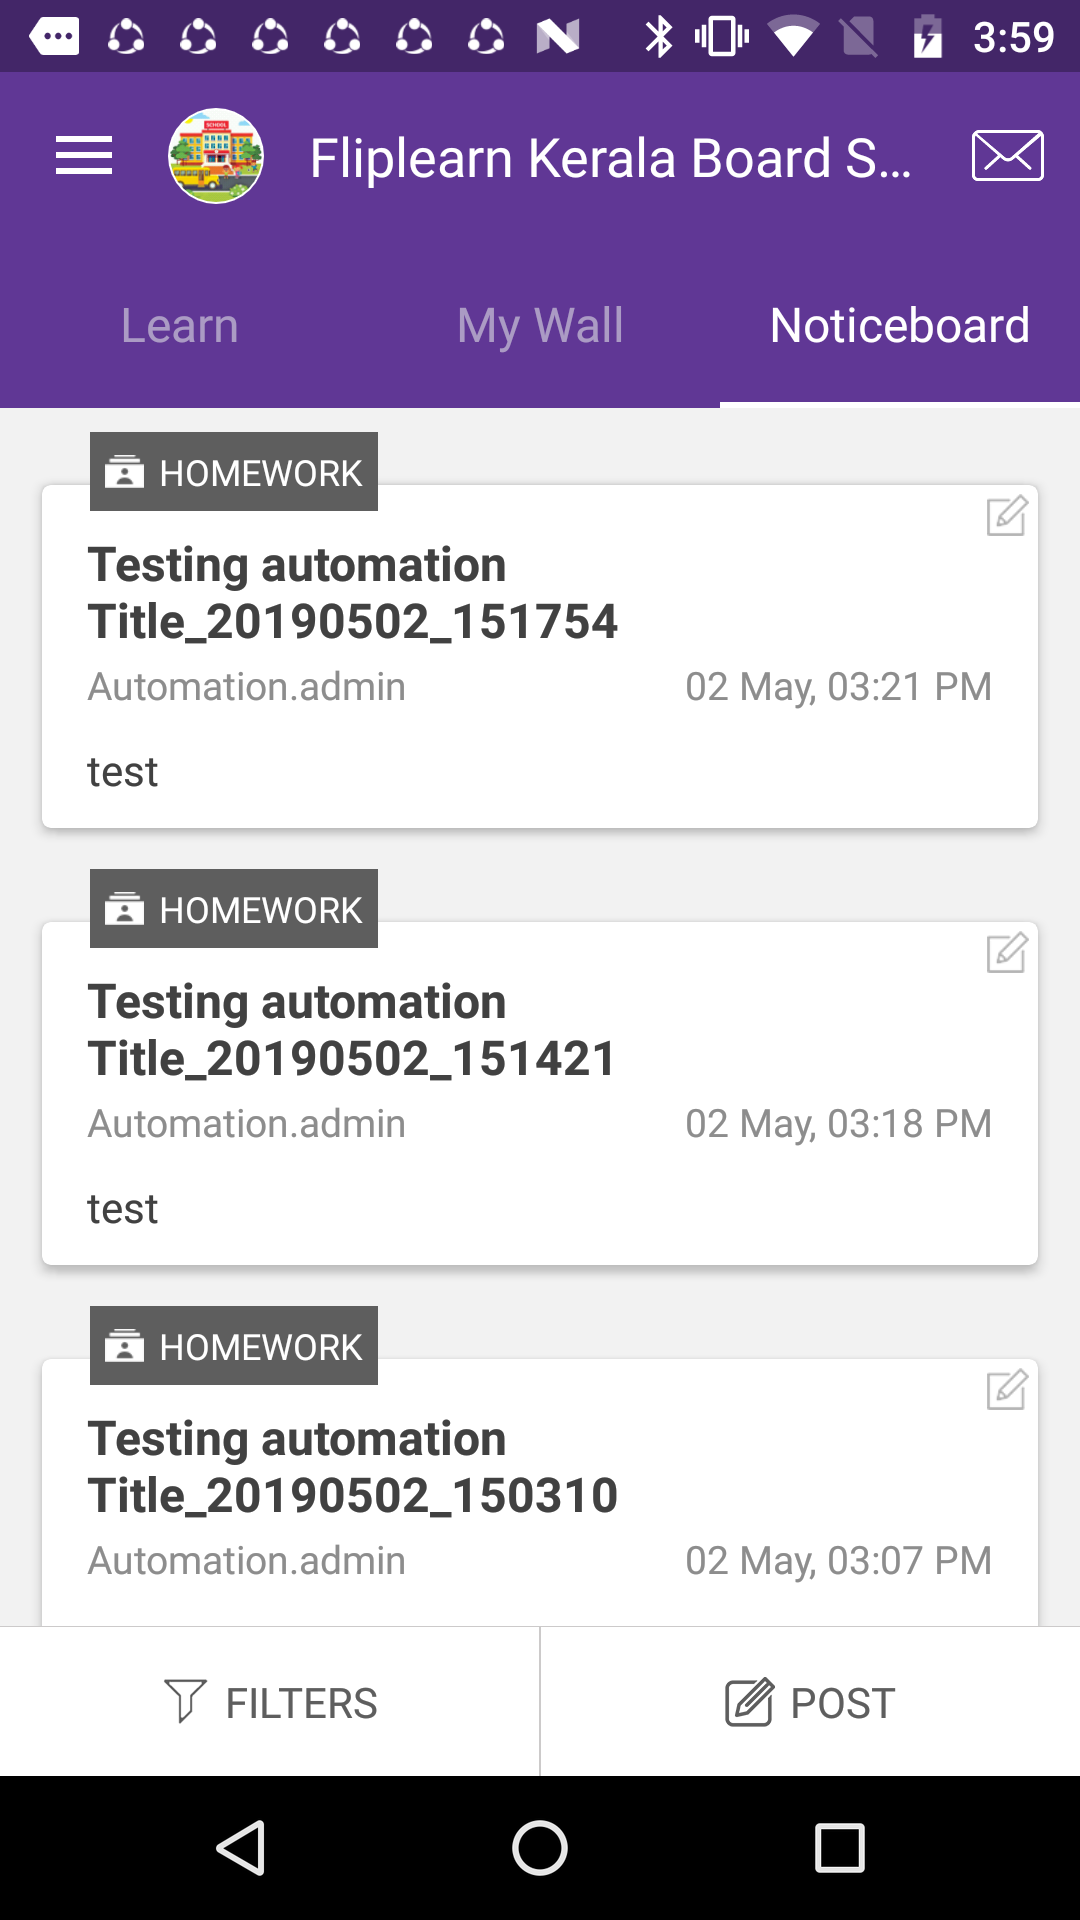 3:59
Fliplearn Kerala Board S...
Learn My Wall Noticeboard
HOMEWORK
Testing automation
Title_20190502_151754
Automation.admin 02 May, 03:21 PM
test
HOMEWORK
Testing automation
Title_20190502_151421
Automation.admin 02 May, 03:18 PM
test
HOMEWORK
Testing automation
Title_20190502_150310
Automation.admin 02 May, 03:07 PM
FILTERS POST